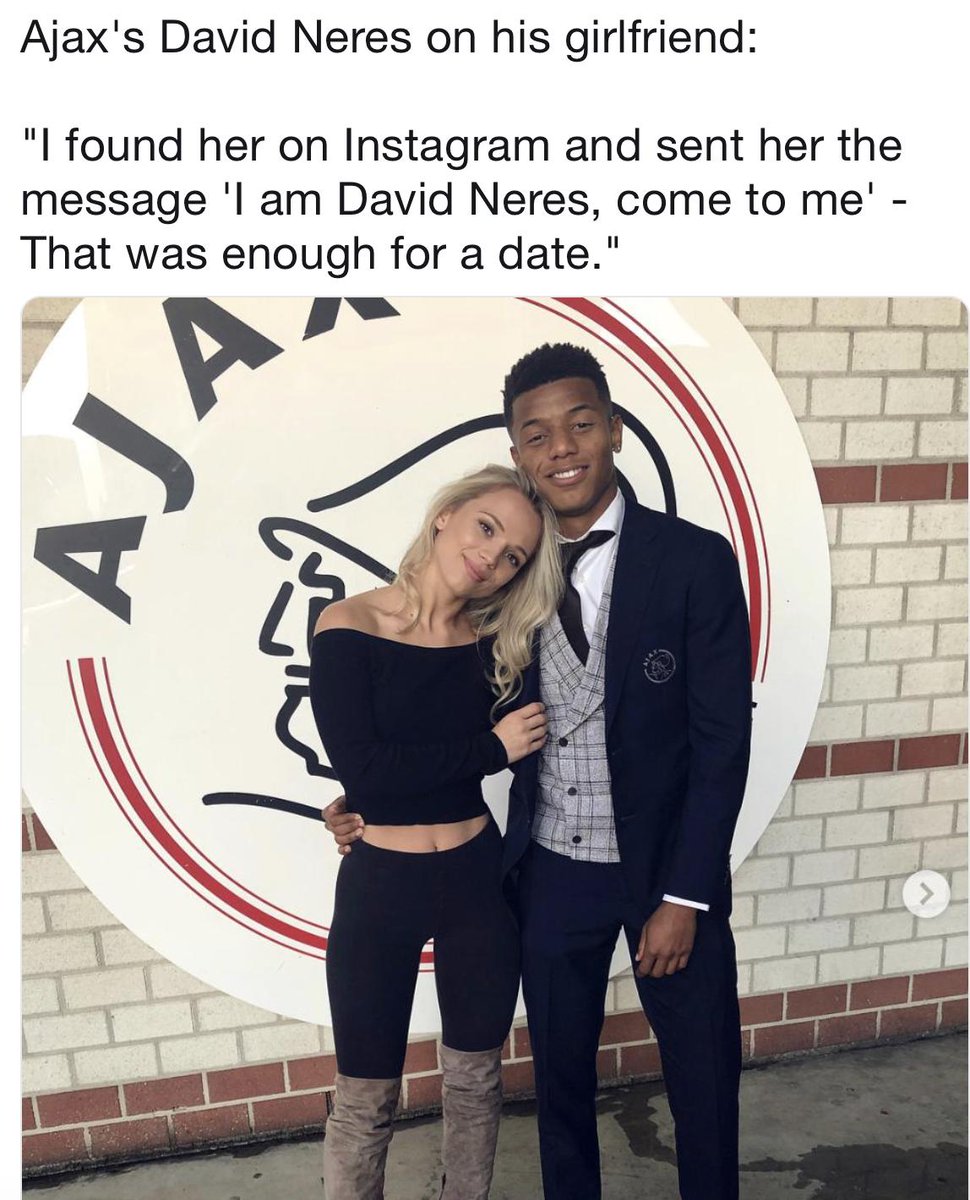 Ajax's David Neres on his girlfriend:
"I found her on Instagram and sent her the
message 'I am David Neres, come to me' -
That was enough for a date."
AJAX
AJAX